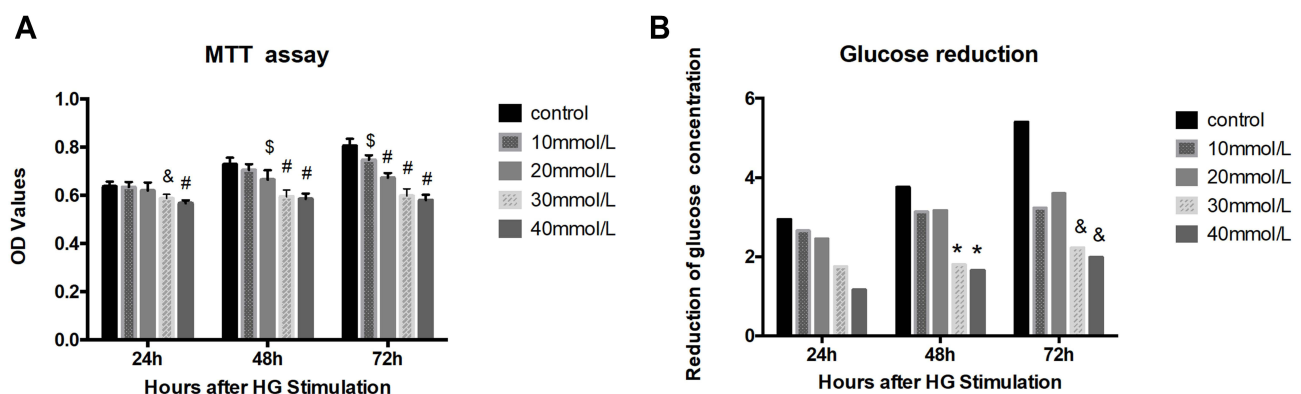 A
MTT assay
OD Values
1.0
0.8
0.6
0.4
0.2
0.0
& #
$ # #
$ # # #
24h 48h 72h
Hours after HG Stimulation
control
10mmol/L
20mmol/L
30mmol/L
40mmol/L
B
Glucose reduction
Reduction of glucose concentration
6
4
2
0
* *
& &
24h 48h 72h
Hours after HG Stimulation
control
10mmol/L
20mmol/L
30mmol/L
40mmol/L